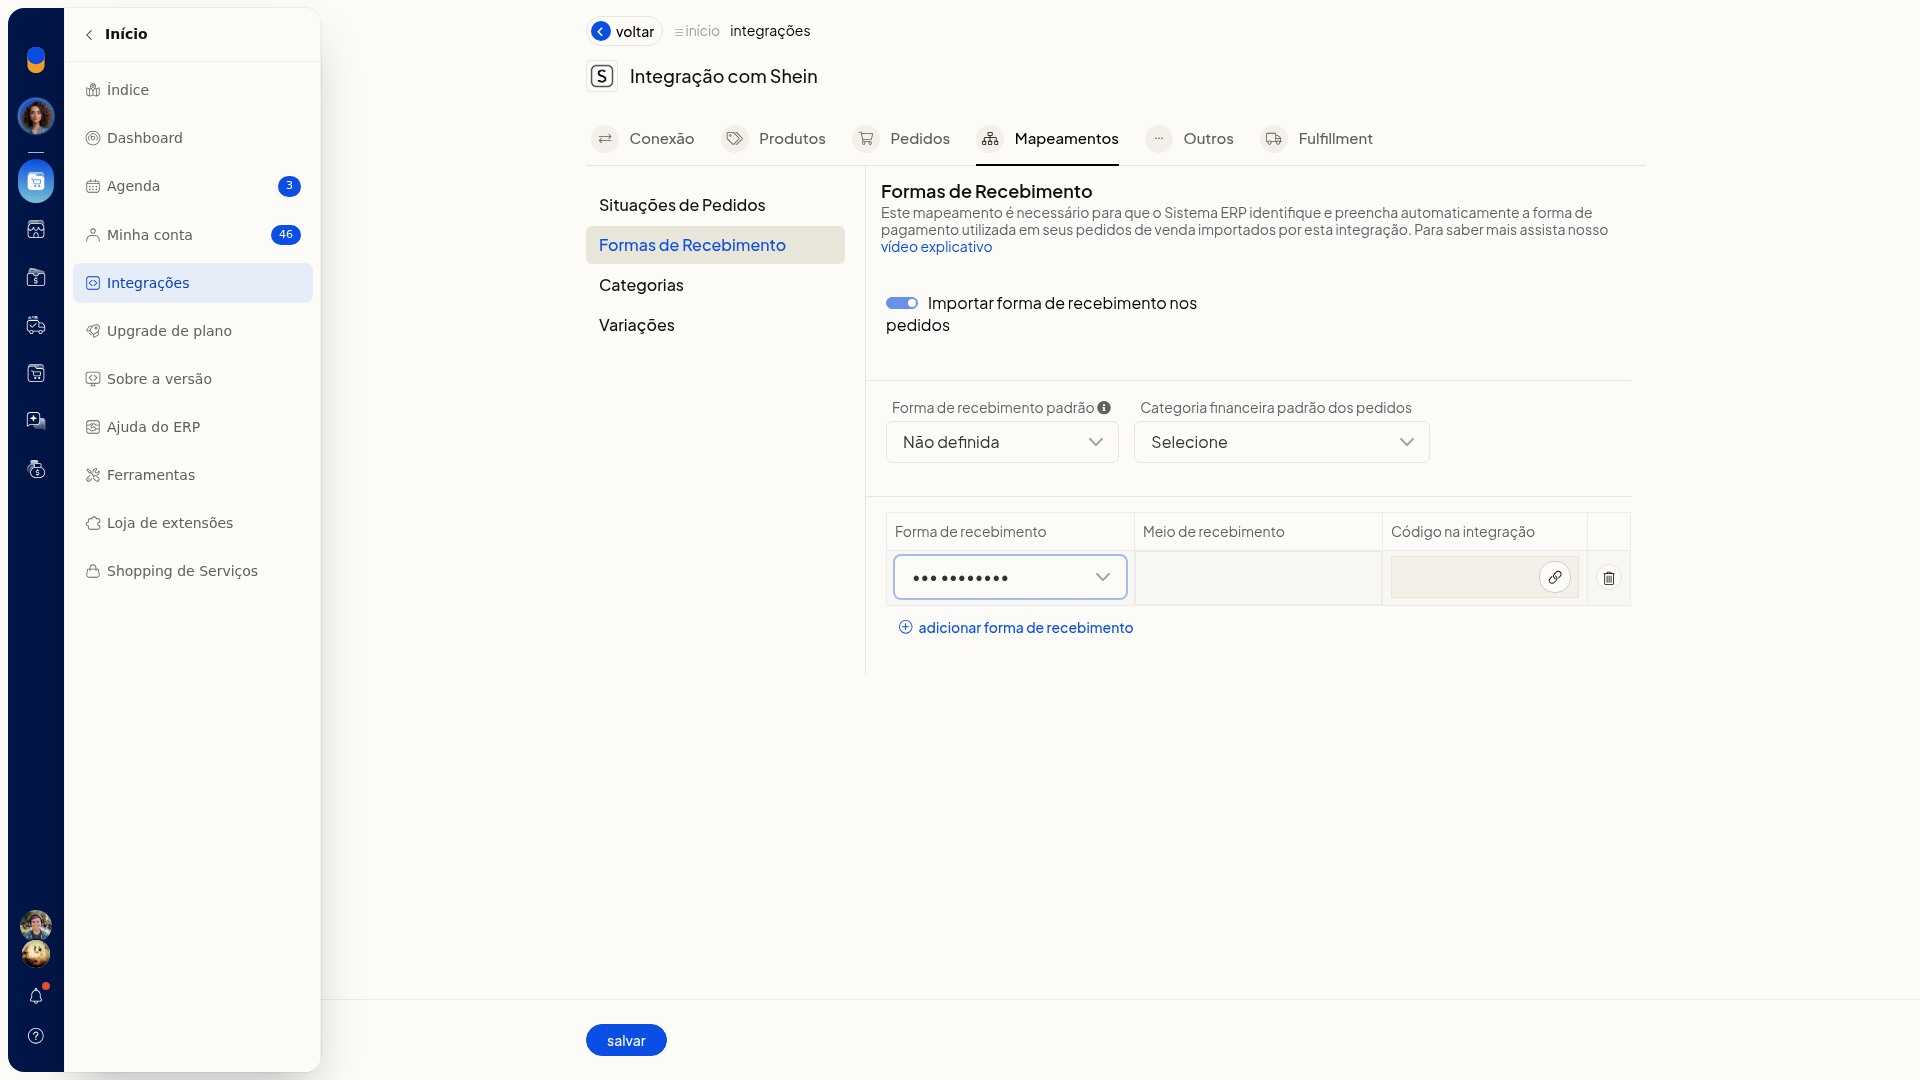 Início
Índice
Dashboard
Agenda
3
Minha conta
46
Integrações
Upgrade de plano
Sobre a versão
Ajuda do ERP
Ferramentas
Loja de extensões
Shopping de Serviços
voltar
início
integrações
Integração com Shein
Conexão
Produtos
Pedidos
Mapeamentos
Outros
Fulfillment
Situações de Pedidos
Formas de Recebimento
Categorias
Variações
Formas de Recebimento
Este mapeamento é necessário para que o Sistema ERP identifique e preencha automaticamente a forma de
pagamento utilizada em seus pedidos de venda importados por esta integração. Para saber mais assista nosso
vídeo explicativo
Importar forma de recebimento nos
pedidos
Forma de recebimento padrão
Categoria financeira padrão dos pedidos
Não definida
Selecione
Forma de recebimento
Meio de recebimento
Código na integração
••• •••••••••
adicionar forma de recebimento
salvar